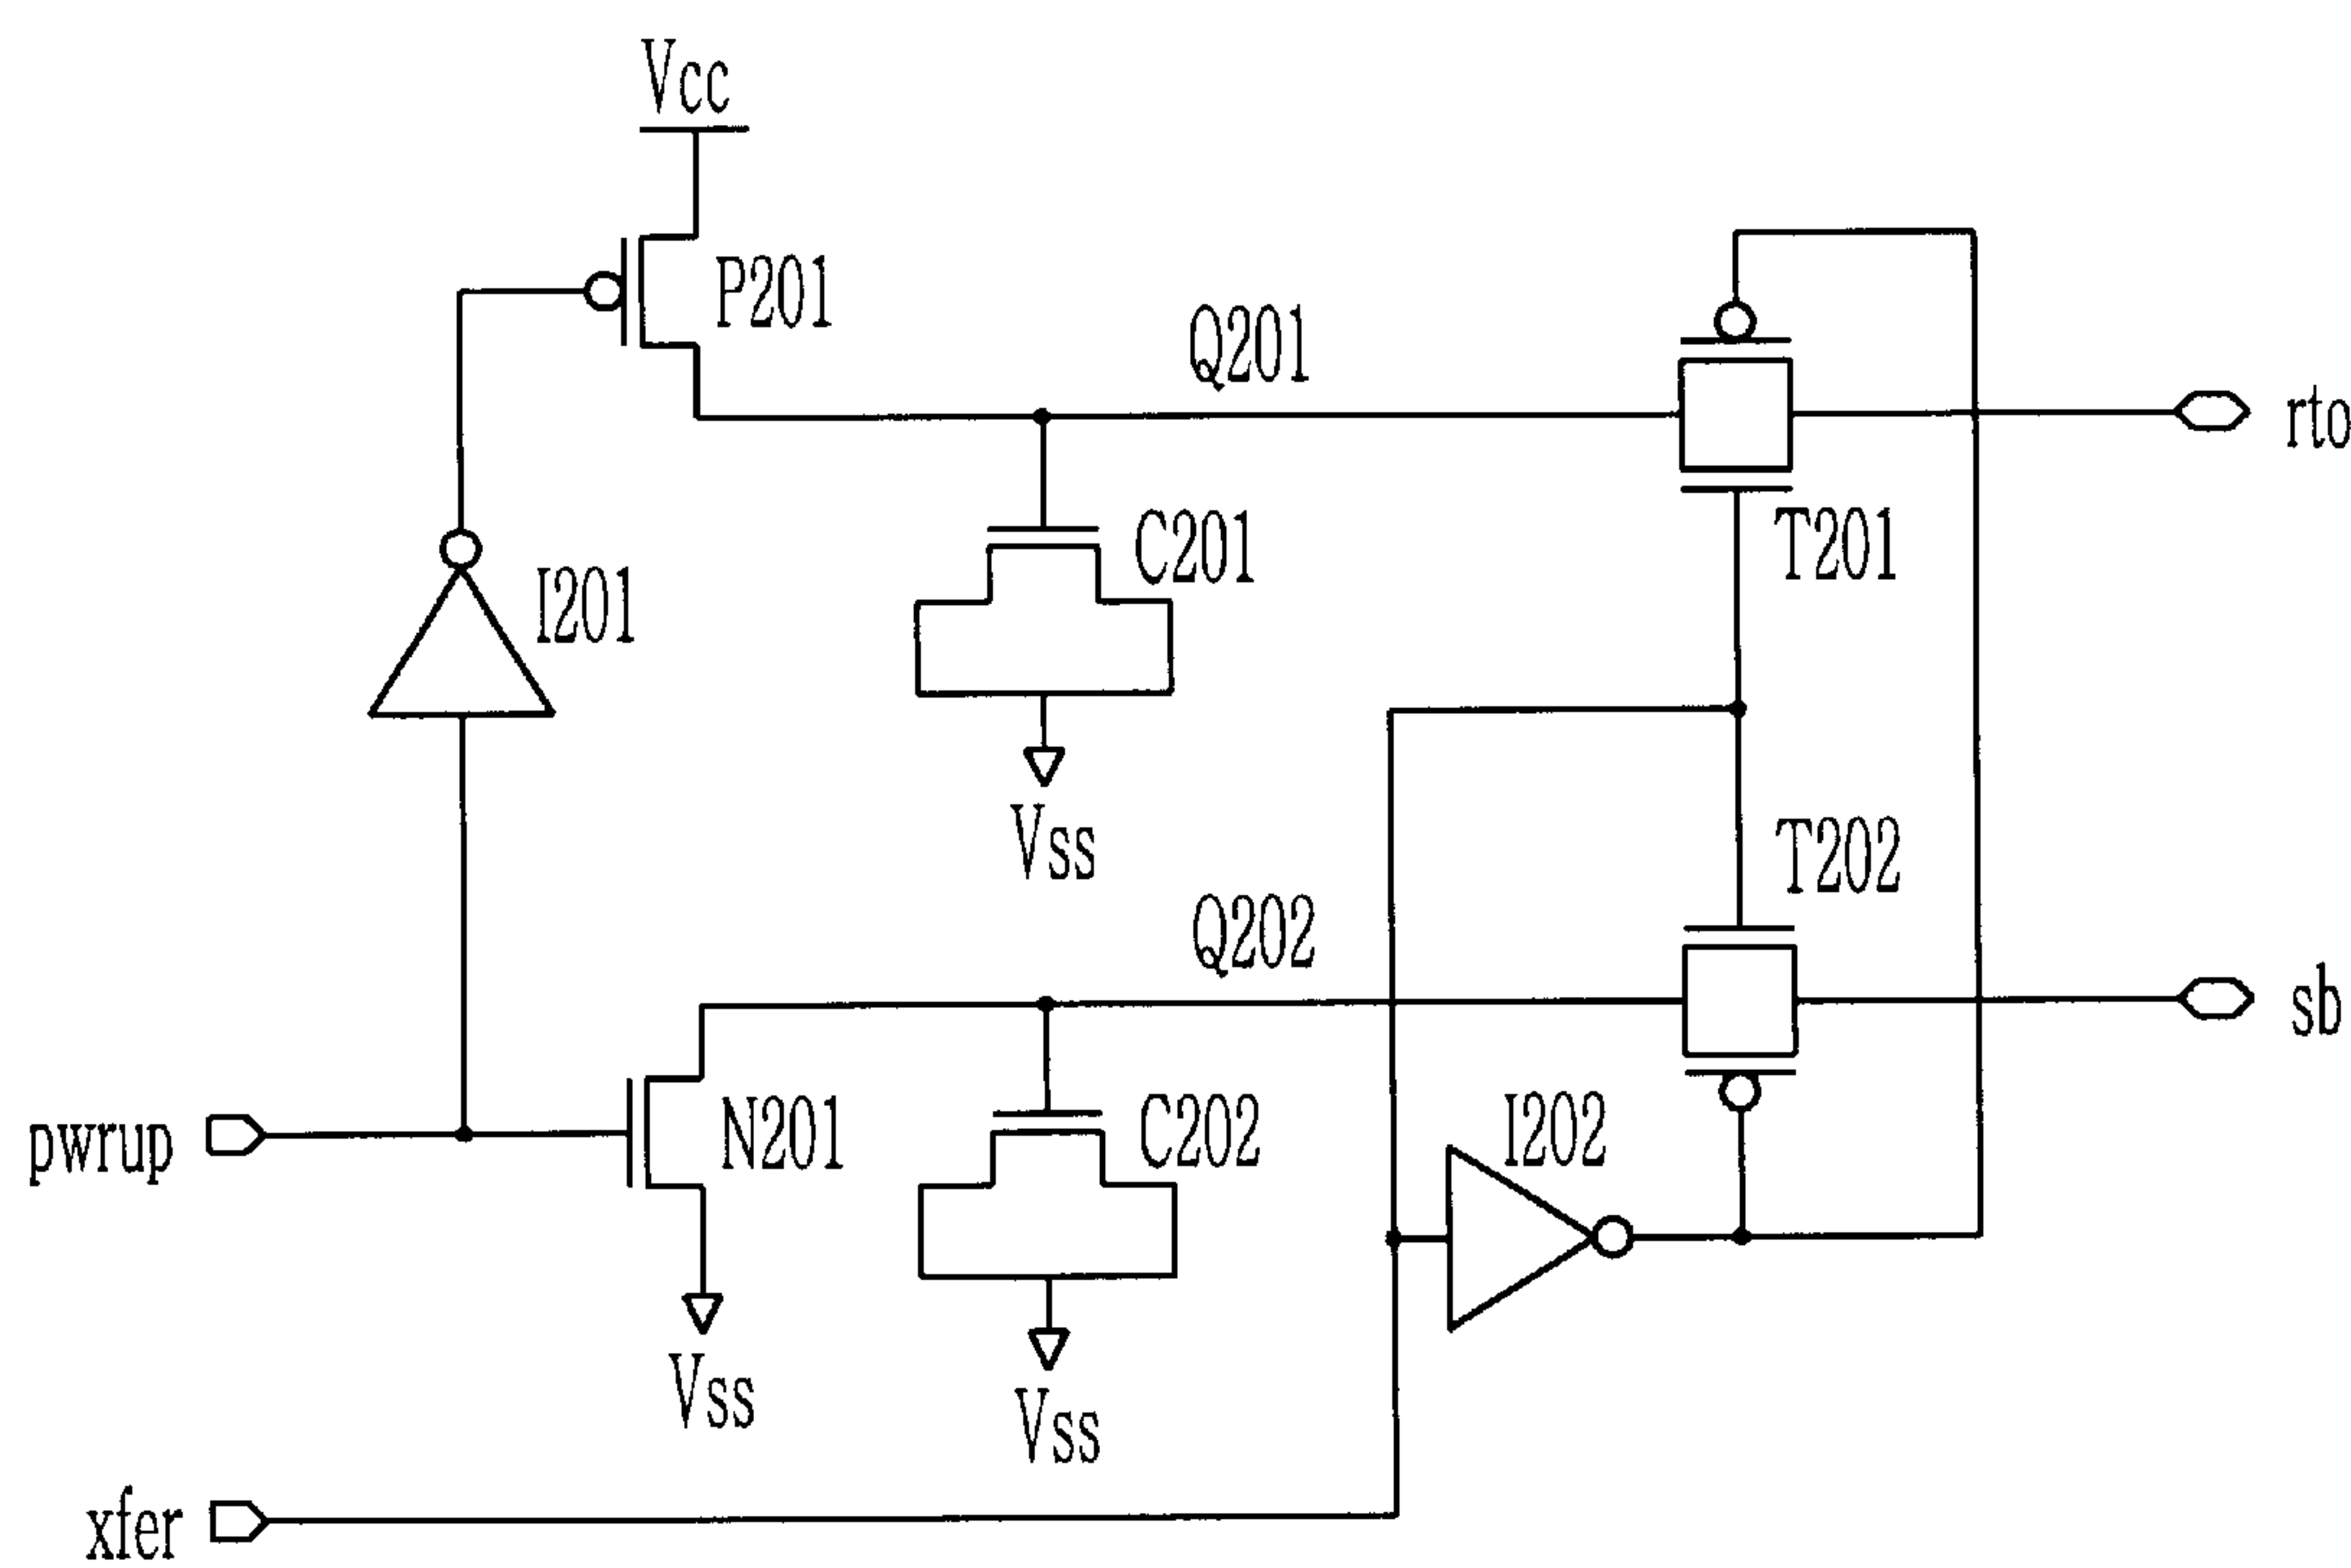 Vcc
P201
Q201
rto
C201
T201
I201
Vss
T202
Q202
sb
I202
pwrup
N201
C202
Vss
Vss
xfer